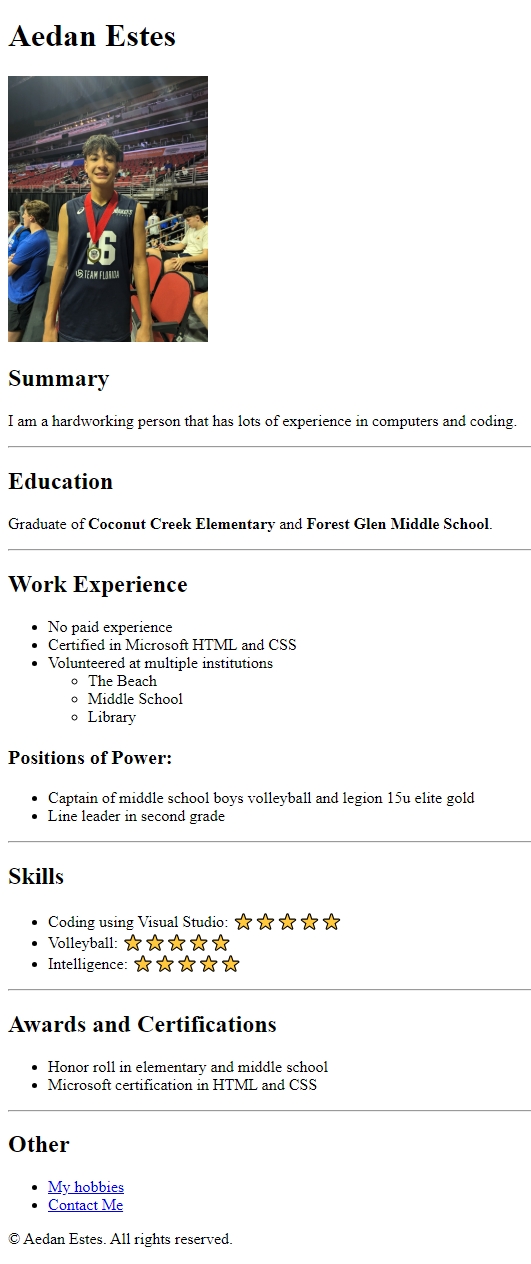 Aedan Estes
16
TEAM FLORIDA
Summary
I am a hardworking person that has lots of experience in computers and coding.
Education
Graduate of Coconut Creek Elementary and Forest Glen Middle School.
Work Experience
No paid experience
Certified in Microsoft HTML and CSS
Volunteered at multiple institutions
The Beach
Middle School
Library
Positions of Power:
Captain of middle school boys volleyball and legion 15u elite gold
Line leader in second grade
Skills
Coding using Visual Studio:
Volleyball:
Intelligence:
Awards and Certifications
Honor roll in elementary and middle school
Microsoft certification in HTML and CSS
Other
My hobbies
Contact Me
© Aedan Estes. All rights reserved.